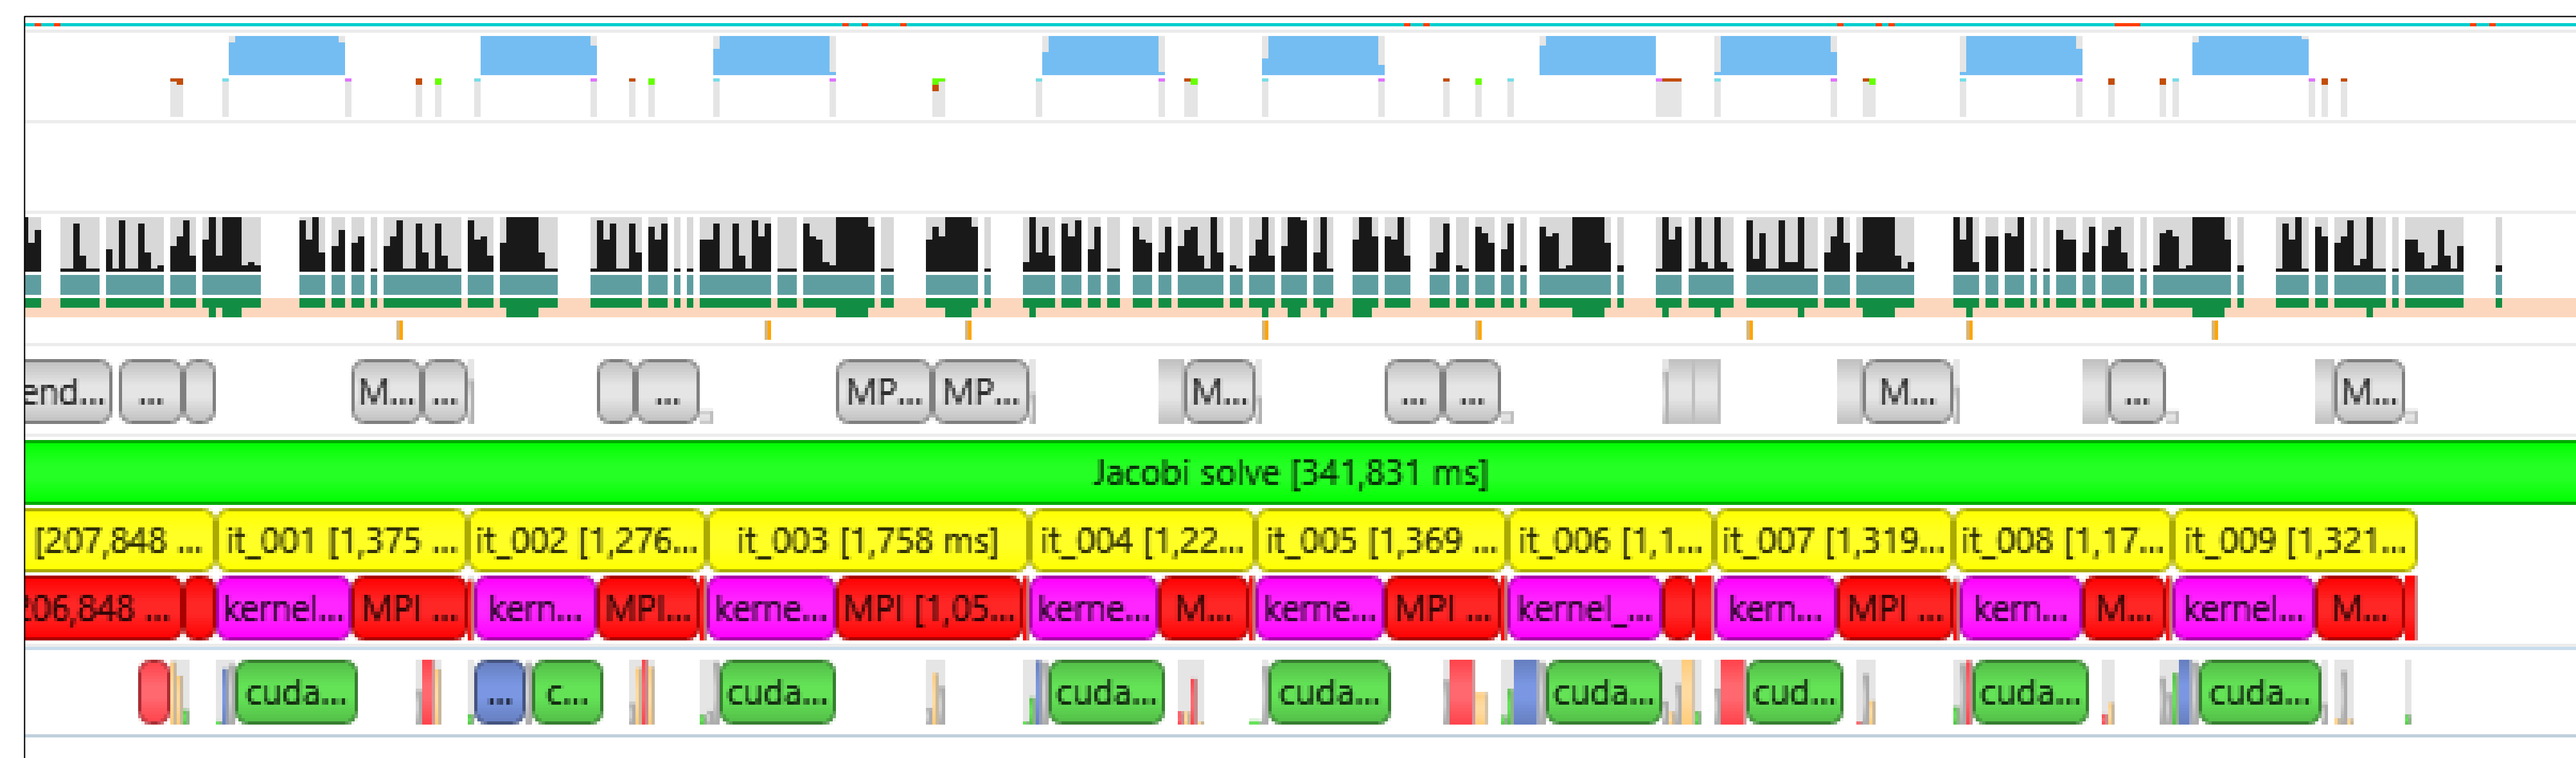 end... ... M... ... ... MP... MP... M... ... ... M... ... M...
Jacobi solve [341,831 ms]
[207,848 ... it_001 [1,375 ... it_002 [1,276... it_003 [1,758 ms] it_004 [1,22... it_005 [1,369 ... it_006 [1,1... it_007 [1,319... it_008 [1,17... it_009 [1,321...
206,848 ... kernel... MPI ... kern... MPI... kerne... MPI [1,05... kerne... M... kerne... MPI ... kernel_... kern... MPI ... kern... M... kernel... M...
cuda... ... c... cuda... cuda... cuda... cuda... cud... cuda... cuda...